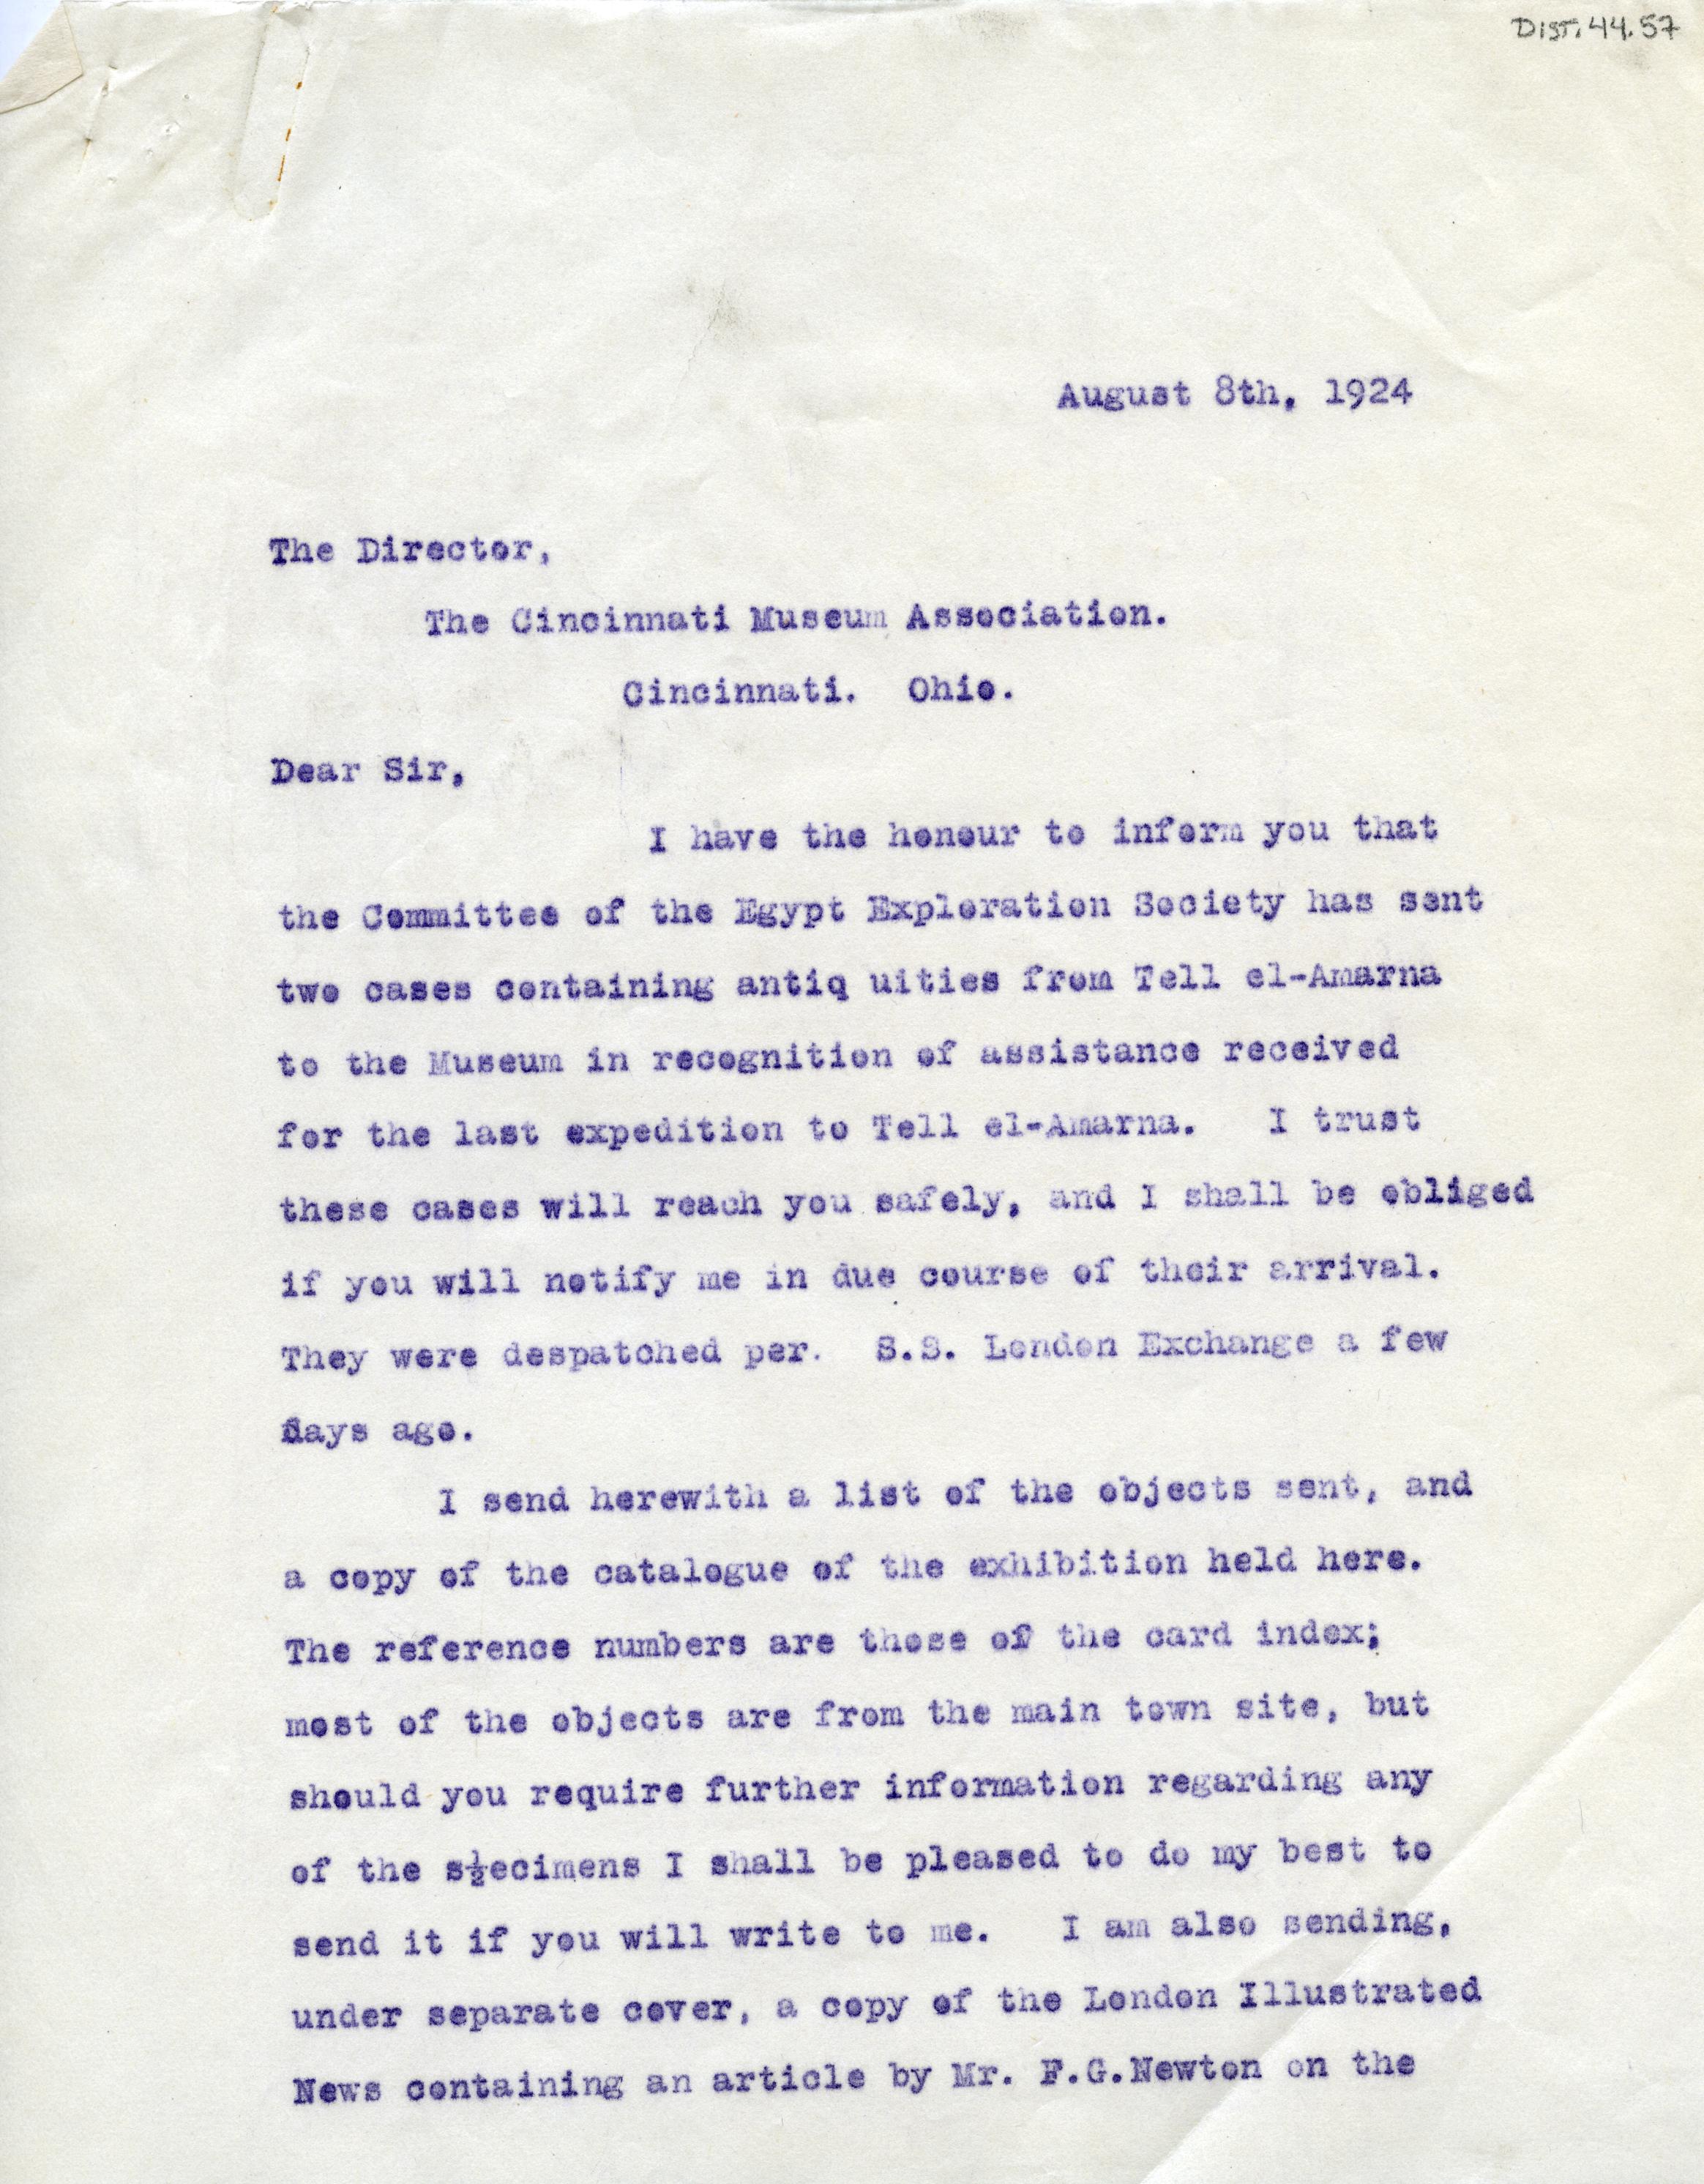 DIST. 44.57
August 8th, 1924
The Director,
The Cincinnati Museum Association.
Cincinnati. Ohio.
Dear Sir,
I have the honour to inform you that
the Committee of the Egypt Exploration Society has sent
two cases containing antiq uities from Tell el-Amarna
to the Museum in recognition of assistance received
for the last expedition to Tell el-Amarna. I trust
these cases will reach you safely, and I shall be obliged
if you will notify me in due course of their arrival.
They were despatched per. S.S. London Exchange a few
days ago.
I send herewith a list of the objects sent, and
a copy of the catalogue of the exhibition held here.
The reference numbers are those of the card index;
most of the objects are from the main town site, but
should you require further information regarding any
of the s½ecimens I shall be pleased to do my best to
send it if you will write to me. I am also sending,
under separate cover, a copy of the London Illustrated
News containing an article by Mr. F.G.Newton on the